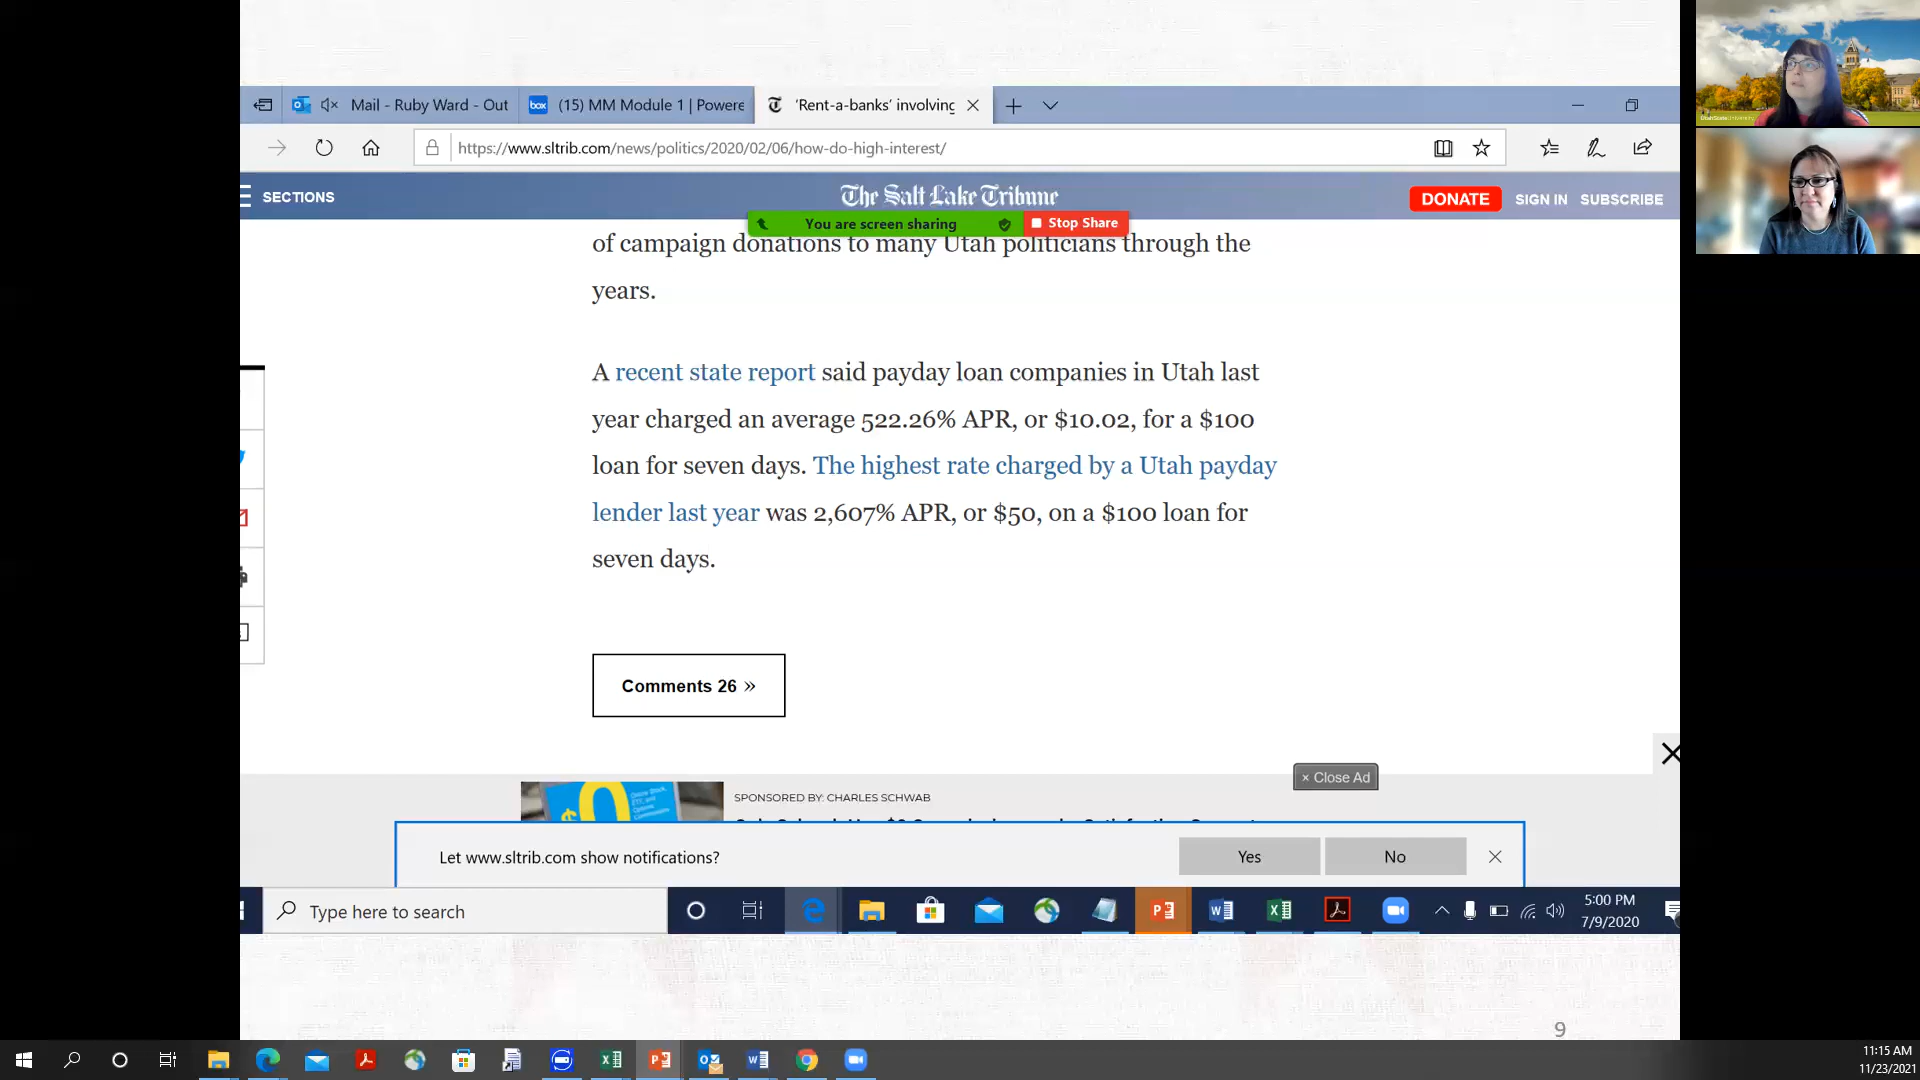 Mail - Ruby Ward - Out
box (15) MM Module 1 | Powere
'Rent-a-banks' involving
https://www.sltrib.com/news/politics/2020/02/06/how-do-high-interest/
SECTIONS
The Salt Lake Tribune
DONATE SIGN IN SUBSCRIBE
You are screen sharing Stop Share
of campaign donations to many Utah politicians through the
years.
A recent state report said payday loan companies in Utah last
year charged an average 522.26% APR, or $10.02, for a $100
loan for seven days. The highest rate charged by a Utah payday
lender last year was 2,607% APR, or $50, on a $100 loan for
seven days.
Comments 26 »
× Close Ad
SPONSORED BY: CHARLES SCHWAB
Let www.sltrib.com show notifications?
Yes No
Type here to search
5:00 PM
7/9/2020
9
11:15 AM
11/23/2021